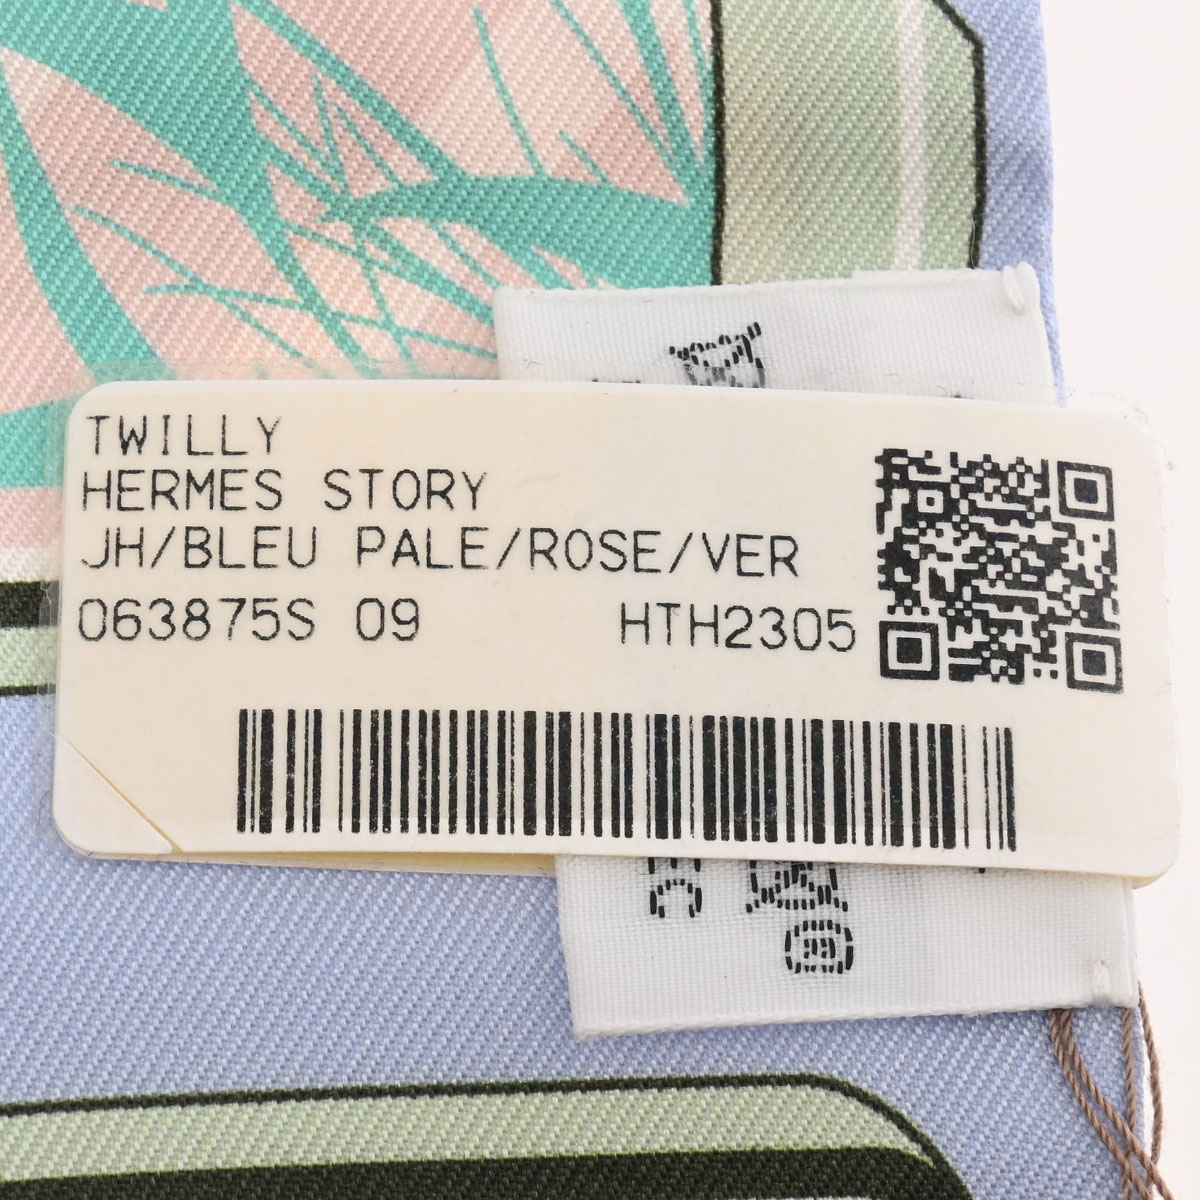 TWILLY
HERMES STORY
JH/BLEU PALE/ROSE/VER
063875S 09 HTH2305